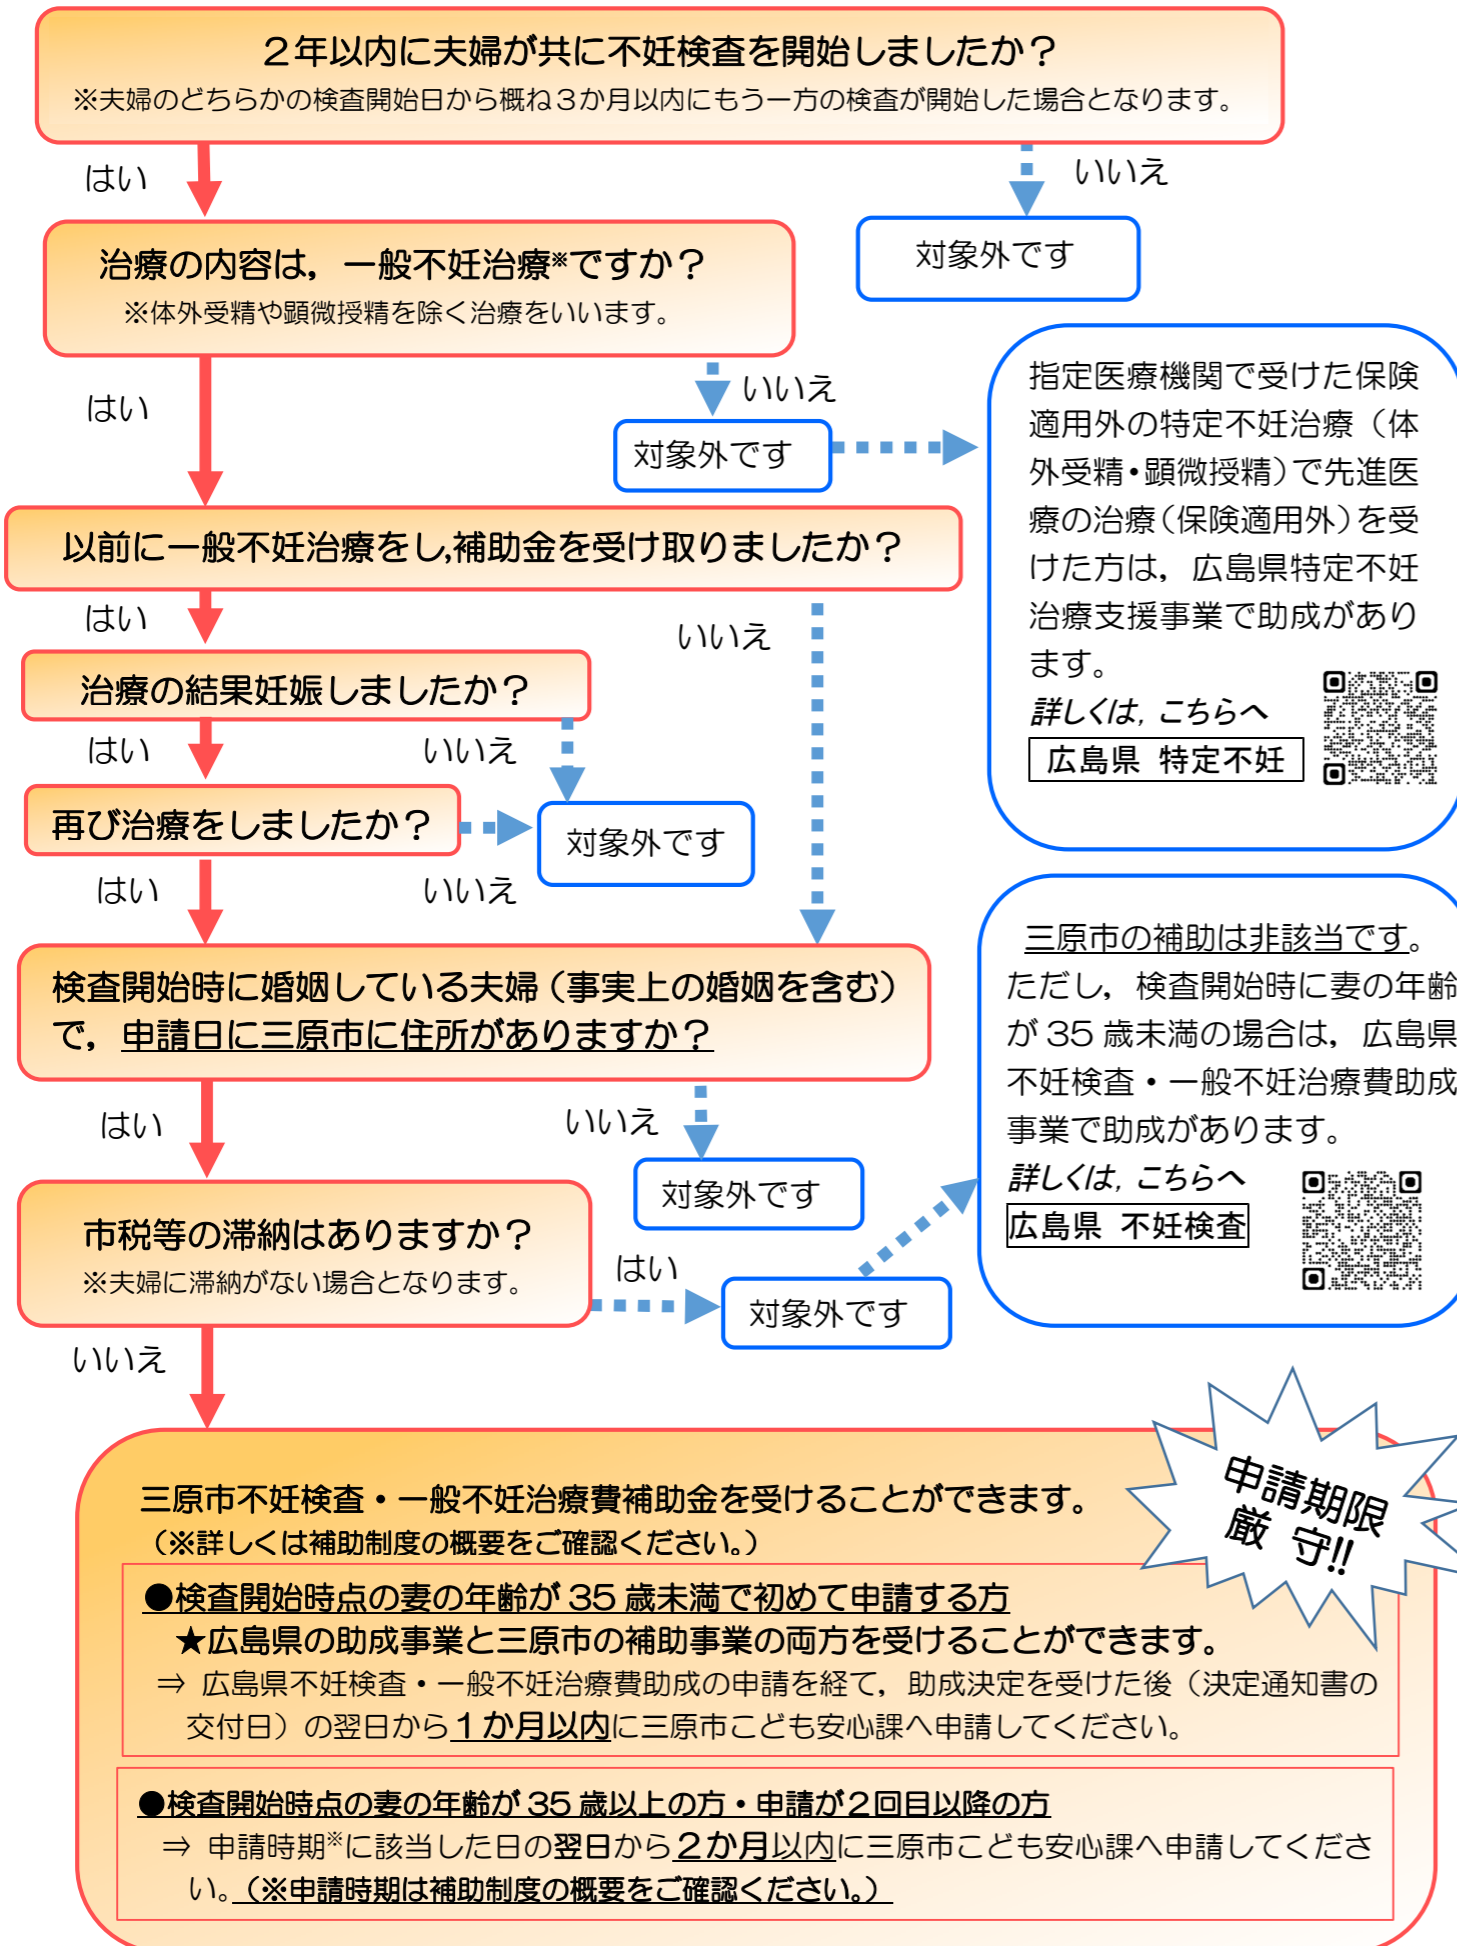 ２年以内に夫婦が共に不妊検査を開始しましたか？
※夫婦のどちらかの検査開始日から概ね３か月以内にもう一方の検査が開始した場合となります。
はい
いいえ
対象外です
治療の内容は，一般不妊治療※ですか？
※体外受精や顕微授精を除く治療をいいます。
はい
いいえ
対象外です
指定医療機関で受けた保険
適用外の特定不妊治療（体
外受精・顕微授精）で先進医
療の治療（保険適用外）を受
けた方は，広島県特定不妊
治療支援事業で助成があり
ます。
詳しくは，こちらへ
広島県 特定不妊
以前に一般不妊治療をし,補助金を受け取りましたか？
はい
いいえ
治療の結果妊娠しましたか？
はい
いいえ
再び治療をしましたか？
対象外です
はい
いいえ
検査開始時に婚姻している夫婦（事実上の婚姻を含む）
で，申請日に三原市に住所がありますか？
はい
いいえ
対象外です
三原市の補助は非該当です。
ただし，検査開始時に妻の年齢
が 35 歳未満の場合は，広島県
不妊検査・一般不妊治療費助成
事業で助成があります。
詳しくは，こちらへ
広島県 不妊検査
市税等の滞納はありますか？
※夫婦に滞納がない場合となります。
はい
対象外です
いいえ
申請期限
厳 守!!
三原市不妊検査・一般不妊治療費補助金を受けることができます。
（※詳しくは補助制度の概要をご確認ください。）
●検査開始時点の妻の年齢が 35 歳未満で初めて申請する方
★広島県の助成事業と三原市の補助事業の両方を受けることができます。
⇒ 広島県不妊検査・一般不妊治療費助成の申請を経て，助成決定を受けた後（決定通知書の
交付日）の翌日から１か月以内に三原市こども安心課へ申請してください。
●検査開始時点の妻の年齢が 35 歳以上の方・申請が２回目以降の方
⇒ 申請時期※に該当した日の翌日から２か月以内に三原市こども安心課へ申請してくださ
い。（※申請時期は補助制度の概要をご確認ください。）